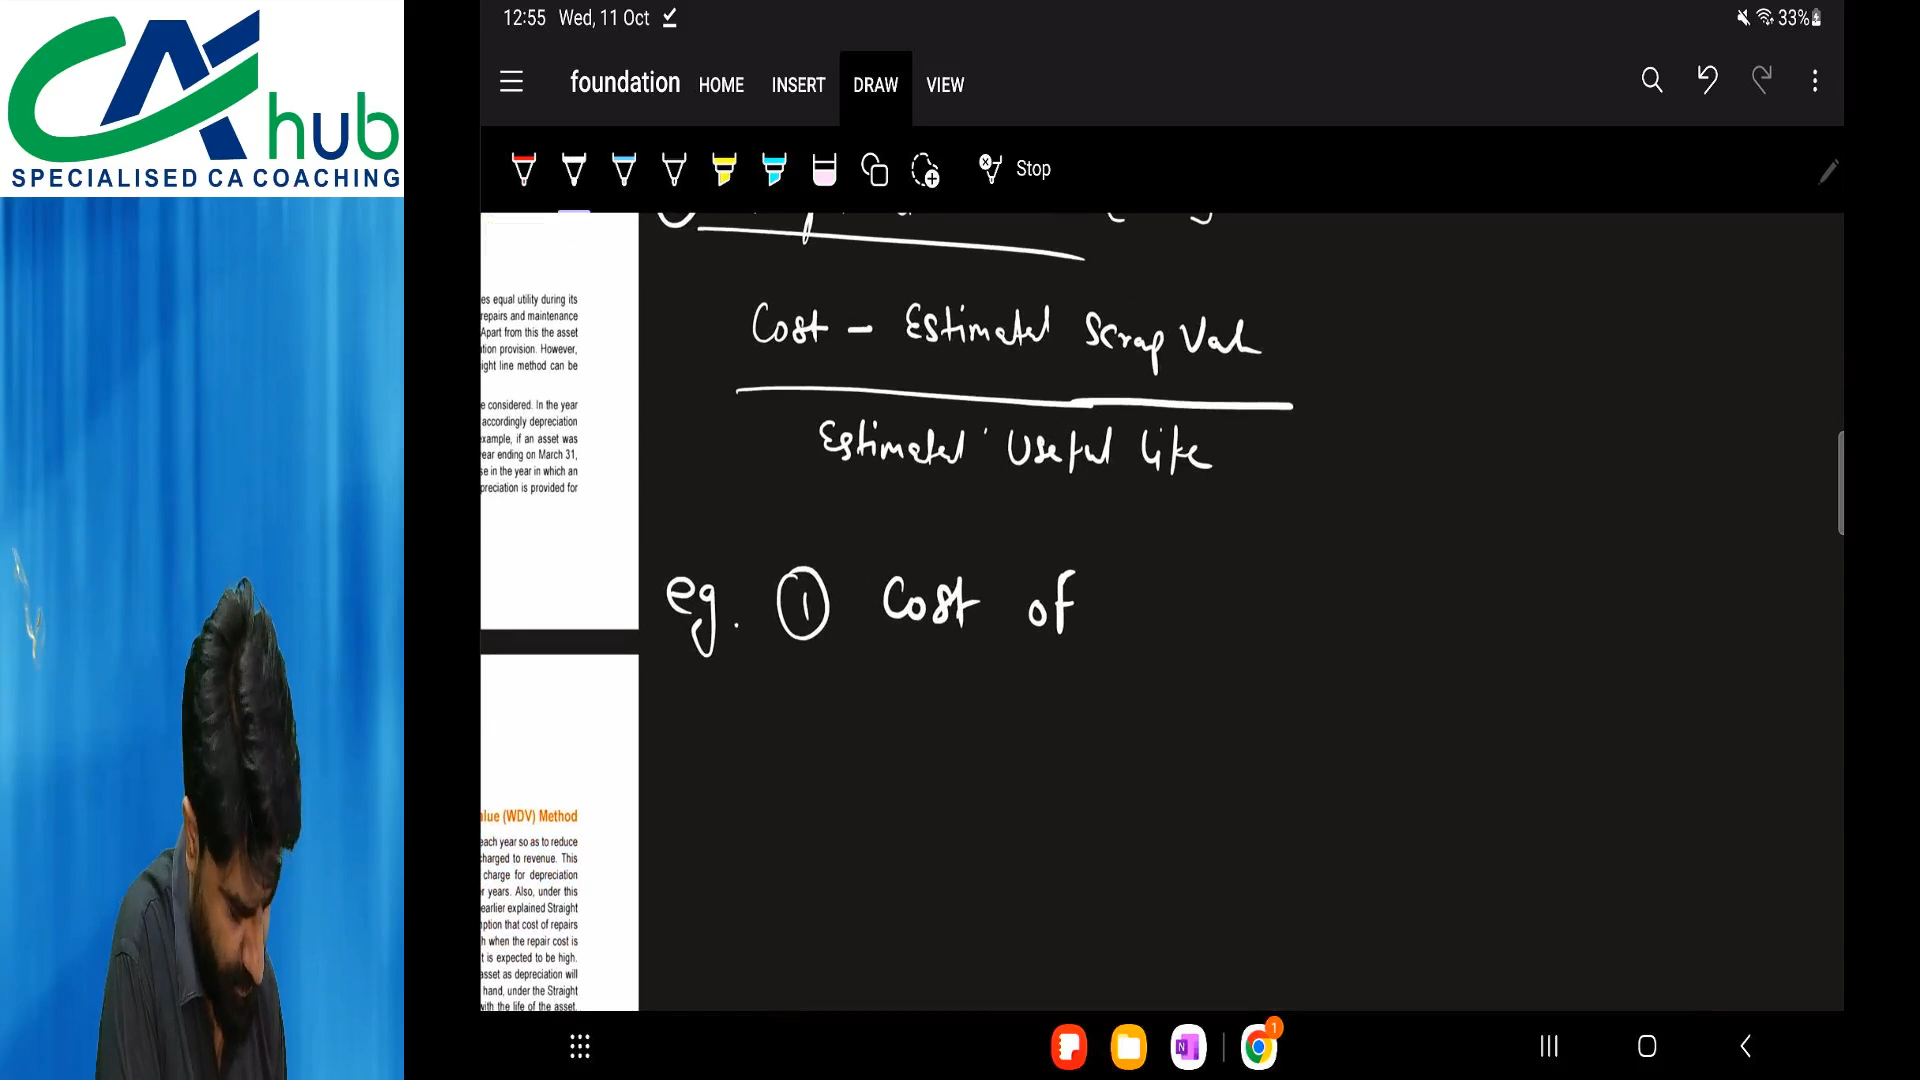 CA hub
SPECIALISED CA COACHING
12:55 Wed, 11 Oct
33%
foundation HOME INSERT DRAW VIEW
Stop
es equal utility during its
repairs and maintenance
Apart from this the asset
tion provision. However,
ight line method can be
e considered. In the year
accordingly depreciation
xample, if an asset was
ear ending on March 31,
se in the year in which an
preciation is provided for
Cost – Estimated Scrap Val
Estimated Useful Life
eg. ① Cost of
alue (WDV) Method
each year so as to reduce
charged to revenue. This
charge for depreciation
r years. Also, under this
earlier explained Straight
ption that cost of repairs
h when the repair cost is
t is expected to be high.
asset as depreciation will
hand, under the Straight
with the life of the asset.
N
1